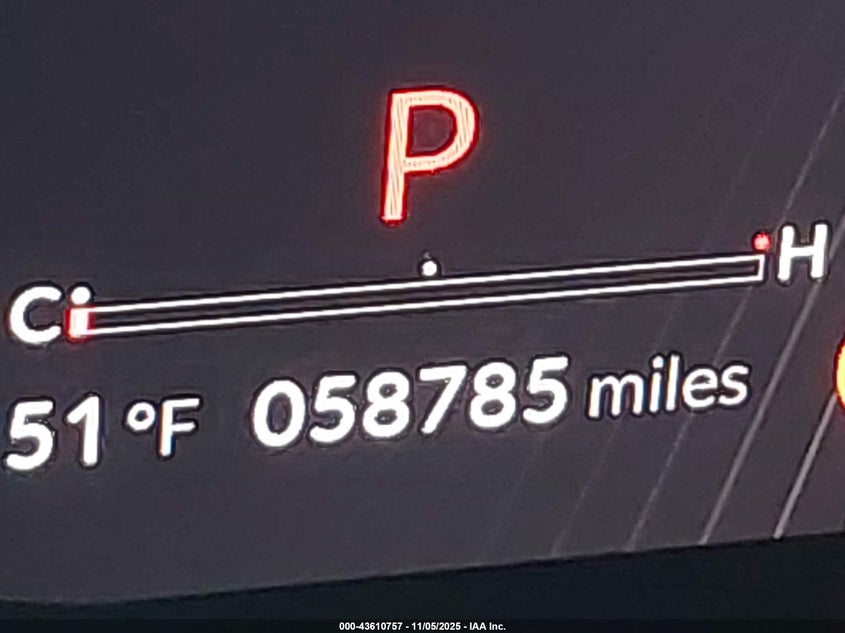 P
C H
51 °F 058785 miles
000-43610757 - 11/05/2025 - IAA Inc.